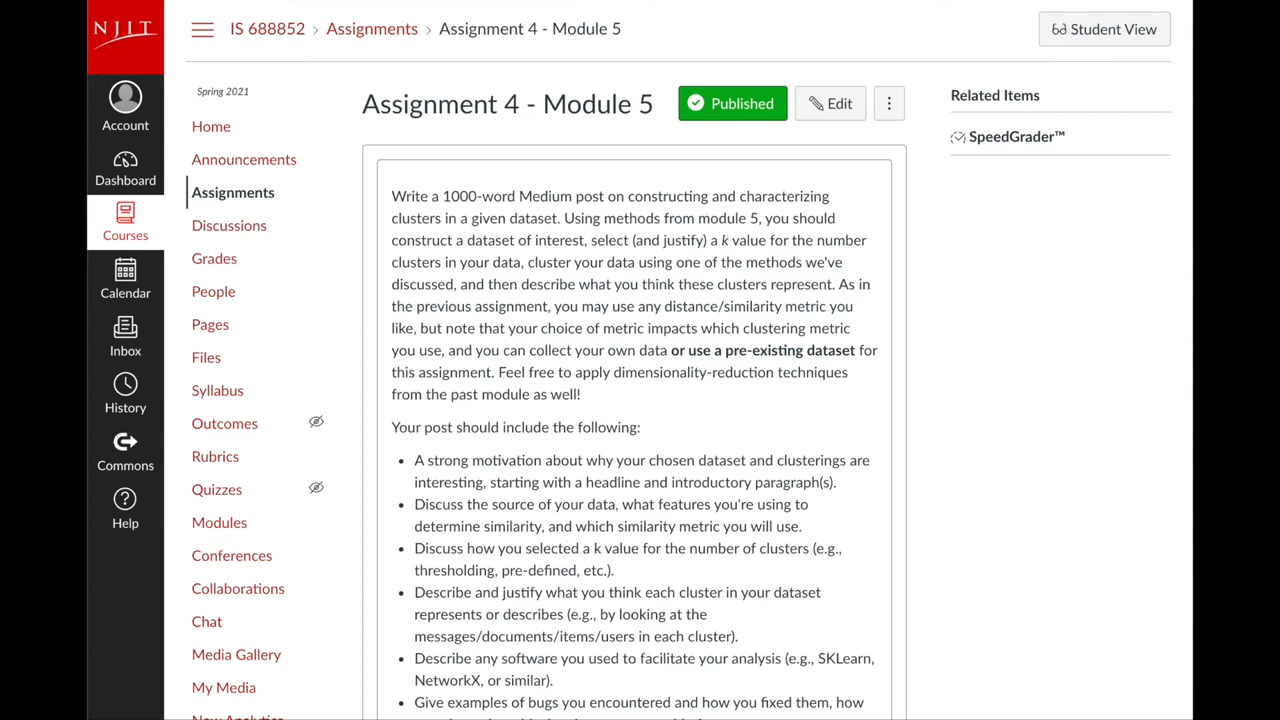 NJIT
IS 688852 › Assignments › Assignment 4 - Module 5
Student View
Account
Dashboard
Courses
Calendar
Inbox
History
Commons
Help
Spring 2021
Home
Announcements
Assignments
Discussions
Grades
People
Pages
Files
Syllabus
Outcomes
Rubrics
Quizzes
Modules
Conferences
Collaborations
Chat
Media Gallery
My Media
New Analytics
Assignment 4 - Module 5
Published
Edit
Write a 1000-word Medium post on constructing and characterizing
clusters in a given dataset. Using methods from module 5, you should
construct a dataset of interest, select (and justify) a k value for the number
clusters in your data, cluster your data using one of the methods we've
discussed, and then describe what you think these clusters represent. As in
the previous assignment, you may use any distance/similarity metric you
like, but note that your choice of metric impacts which clustering metric
you use, and you can collect your own data or use a pre-existing dataset for
this assignment. Feel free to apply dimensionality-reduction techniques
from the past module as well!
Your post should include the following:
• A strong motivation about why your chosen dataset and clusterings are
interesting, starting with a headline and introductory paragraph(s).
• Discuss the source of your data, what features you're using to
determine similarity, and which similarity metric you will use.
• Discuss how you selected a k value for the number of clusters (e.g.,
thresholding, pre-defined, etc.).
• Describe and justify what you think each cluster in your dataset
represents or describes (e.g., by looking at the
messages/documents/items/users in each cluster).
• Describe any software you used to facilitate your analysis (e.g., SKLearn,
NetworkX, or similar).
• Give examples of bugs you encountered and how you fixed them, how
Related Items
SpeedGrader™